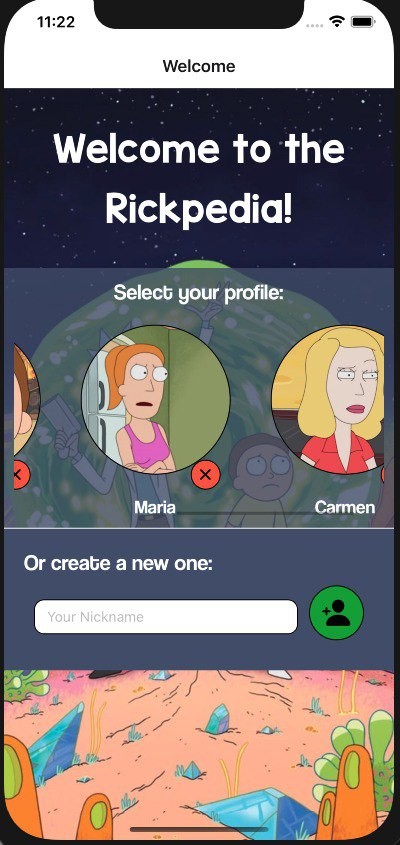 11:22
Welcome
Welcome to the
Rickpedia!
Select your profile:
Maria
Carmen
Or create a new one:
Your Nickname